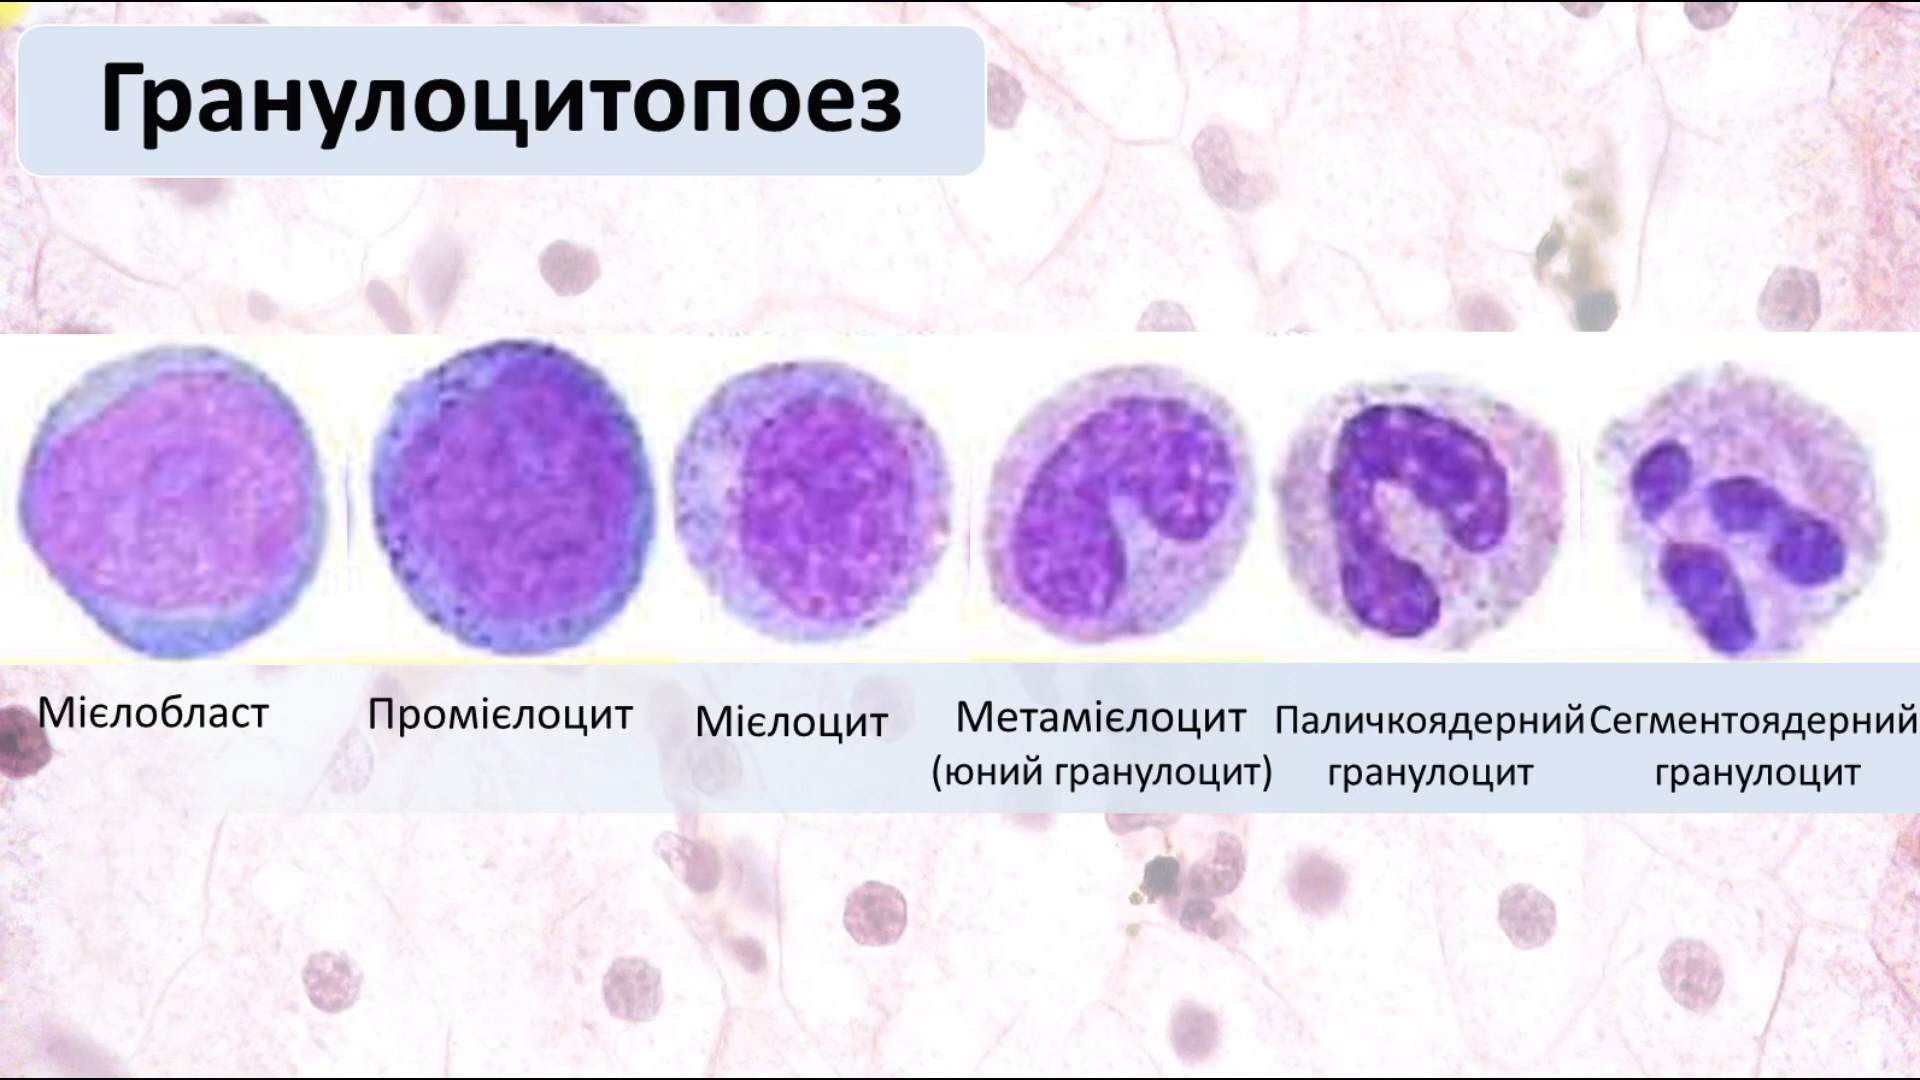 Гранулоцитопоез
Мієлобласт
Промієлоцит
Мієлоцит
Метамієлоцит
(юний гранулоцит)
Паличкоядерний
гранулоцит
Сегментоядерний
гранулоцит